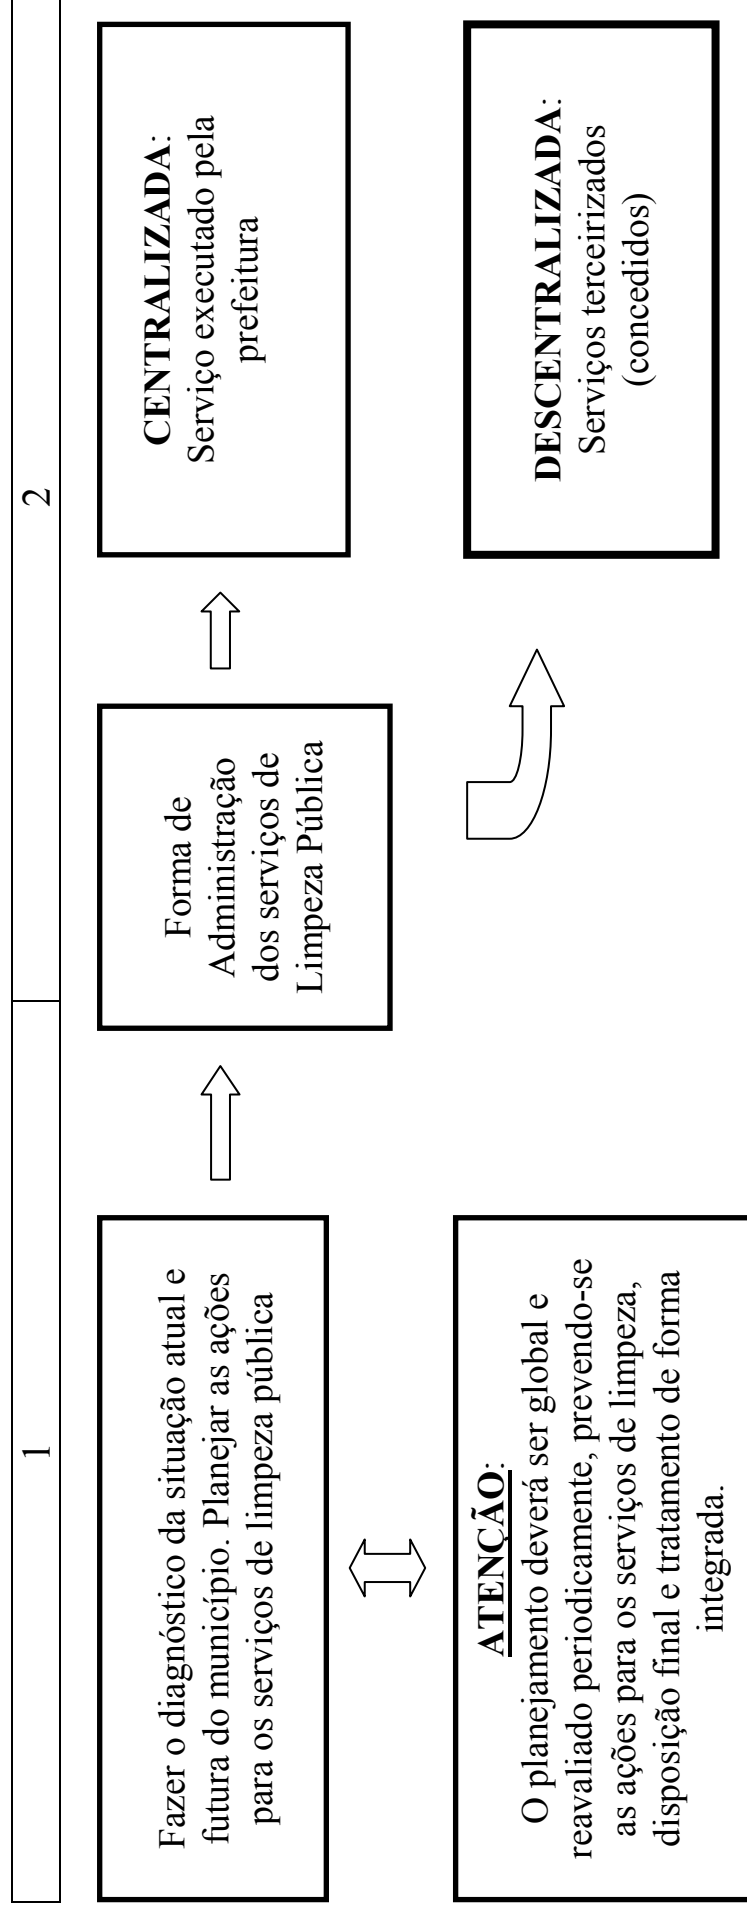 1
2
Fazer o diagnóstico da situação atual e
futura do município. Planejar as ações
para os serviços de limpeza pública
ATENÇÃO:
O planejamento deverá ser global e
reavaliado periodicamente, prevendo-se
as ações para os serviços de limpeza,
disposição final e tratamento de forma
integrada.
Forma de
Administração
dos serviços de
Limpeza Pública
CENTRALIZADA:
Serviço executado pela
prefeitura
DESCENTRALIZADA:
Serviços terceirizados
(concedidos)